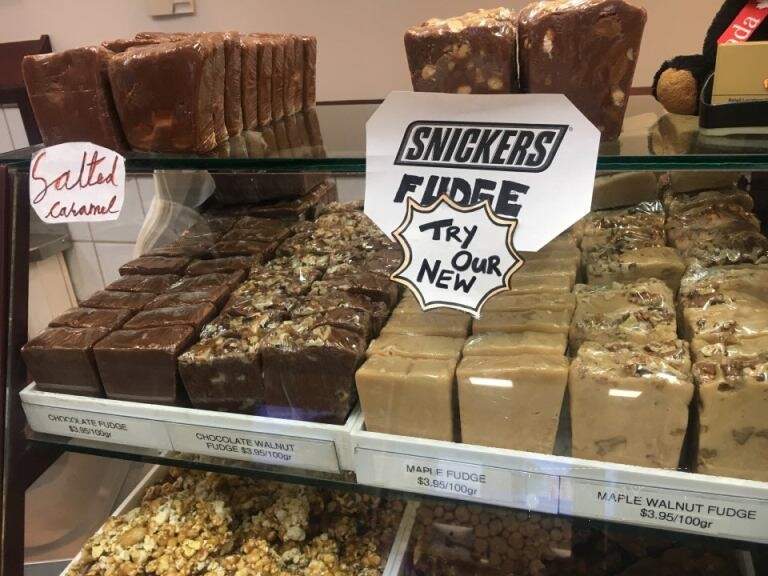 Salted
Caramel
SNICKERS
FUDGE
TRY
OUR
NEW
CHOCOLATE FUDGE
$3.95/100gr
CHOCOLATE WALNUT
FUDGE $3.95/100gr
MAPLE FUDGE
$3.95/100gr
MAPLE WALNUT FUDGE
$3.95/100gr